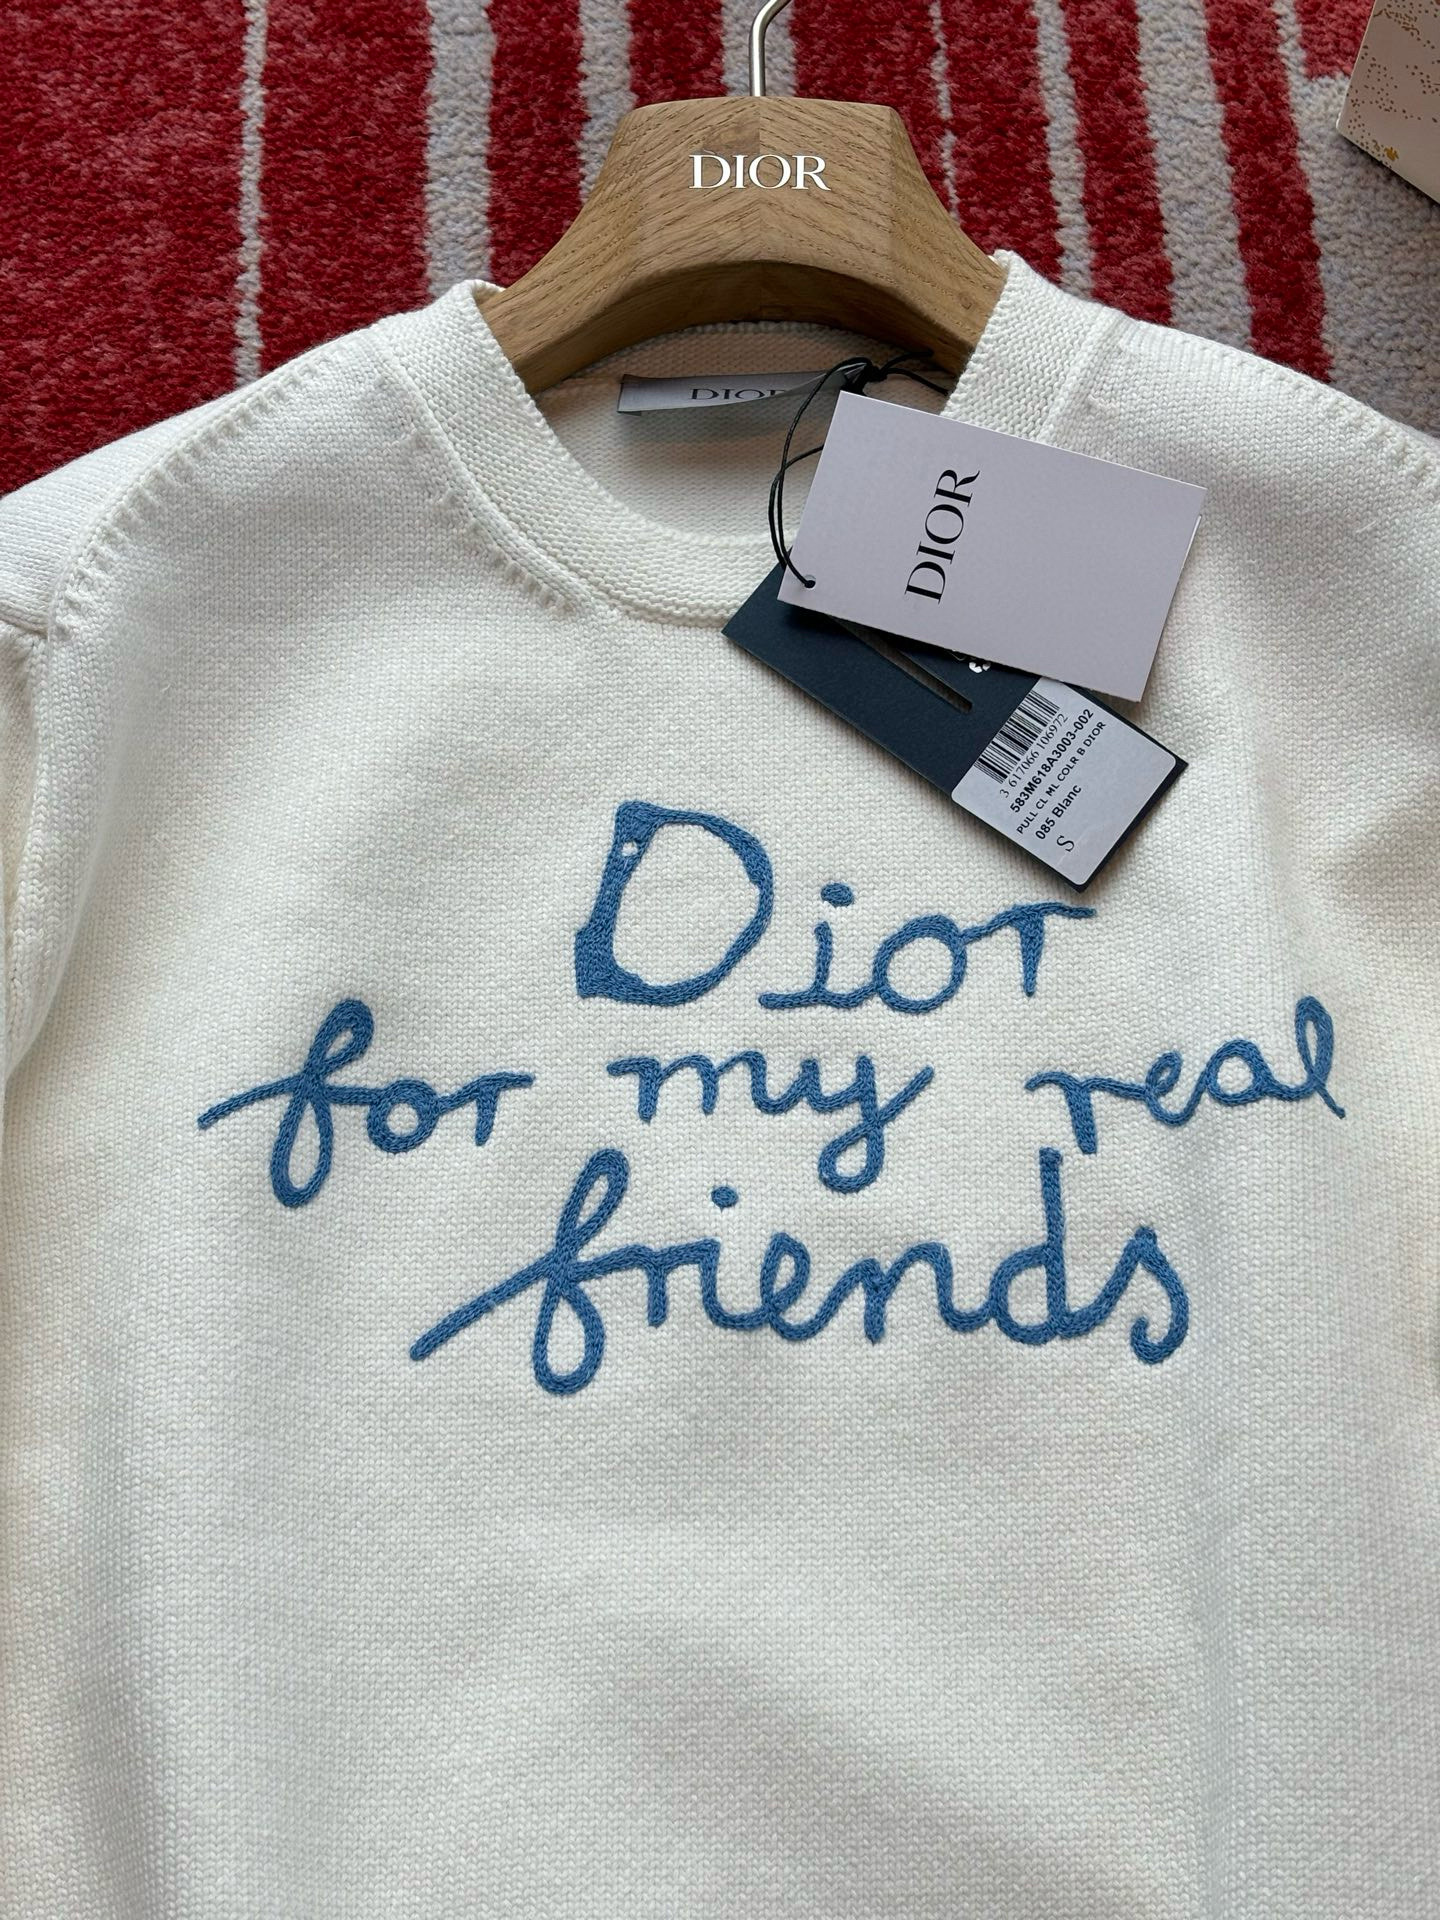 DIOR
DIOR
DIOR
3 617066 106972
583M618A3003-002
PULL CL ML COLR B DIOR
085 Blanc
S
Dior
for my real
friends